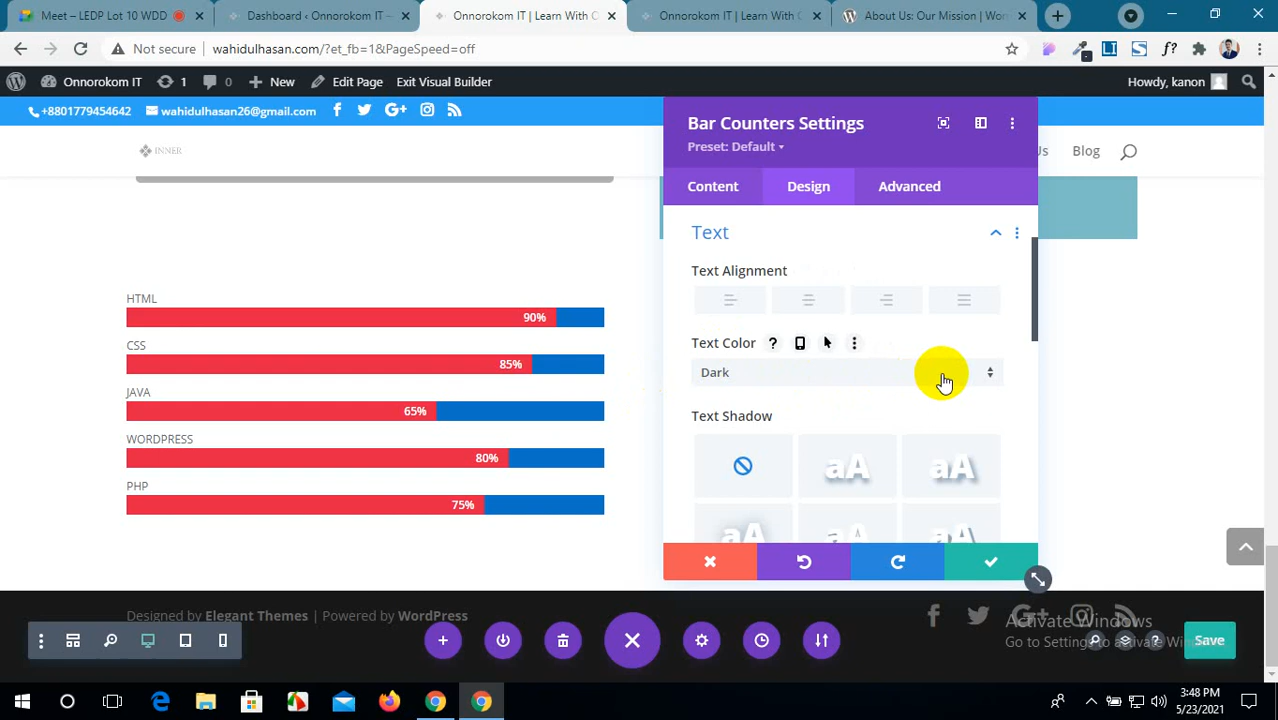 Meet – LEDP Lot 10 WDD
Dashboard ‹ Onnorokom IT —
Onnorokom IT | Learn With O
Onnorokom IT | Learn With O
About Us: Our Mission | Wor
Not secure wahidulhasan.com/?et_fb=1&PageSpeed=off
Onnorokom IT 1 0 New Edit Page Exit Visual Builder Howdy, kanon
+8801779454642 wahidulhasan26@gmail.com
INNER
Us Blog
Bar Counters Settings
Preset: Default
Content Design Advanced
Text
Text Alignment
Text Color
Dark
Text Shadow
aA aA
aA aA aA
HTML
90%
CSS
85%
JAVA
65%
WORDPRESS
80%
PHP
75%
Designed by Elegant Themes | Powered by WordPress
Activate Windows
Go to Settings to activate Windows.
Save
3:48 PM
5/23/2021